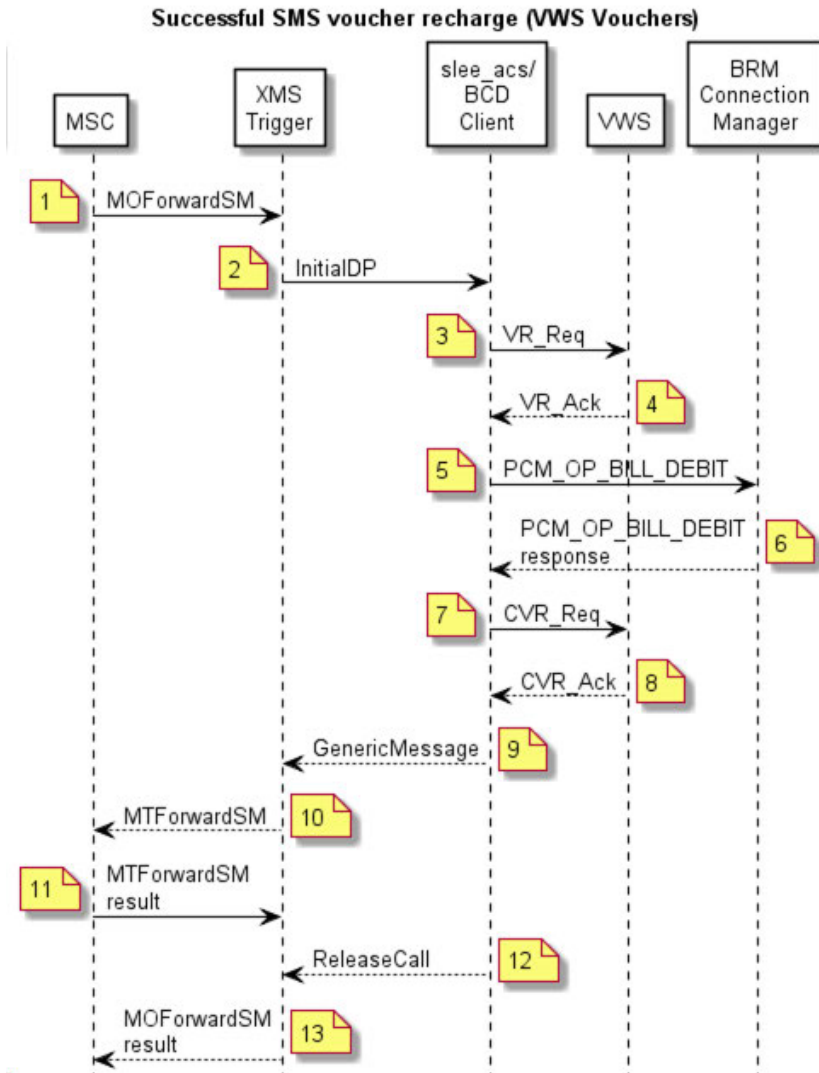 Successful SMS voucher recharge (VWS Vouchers)
MSC
XMS
Trigger
slee_acs/
BCD
Client
VWS
BRM
Connection
Manager
1
MOForwardSM
2
InitialDP
3
VR_Req
VR_Ack
4
5
PCM_OP_BILL_DEBIT
PCM_OP_BILL_DEBIT
response
6
7
CVR_Req
CVR_Ack
8
GenericMessage
9
MTForwardSM
10
11
MTForwardSM
result
ReleaseCall
12
MOForwardSM
result
13